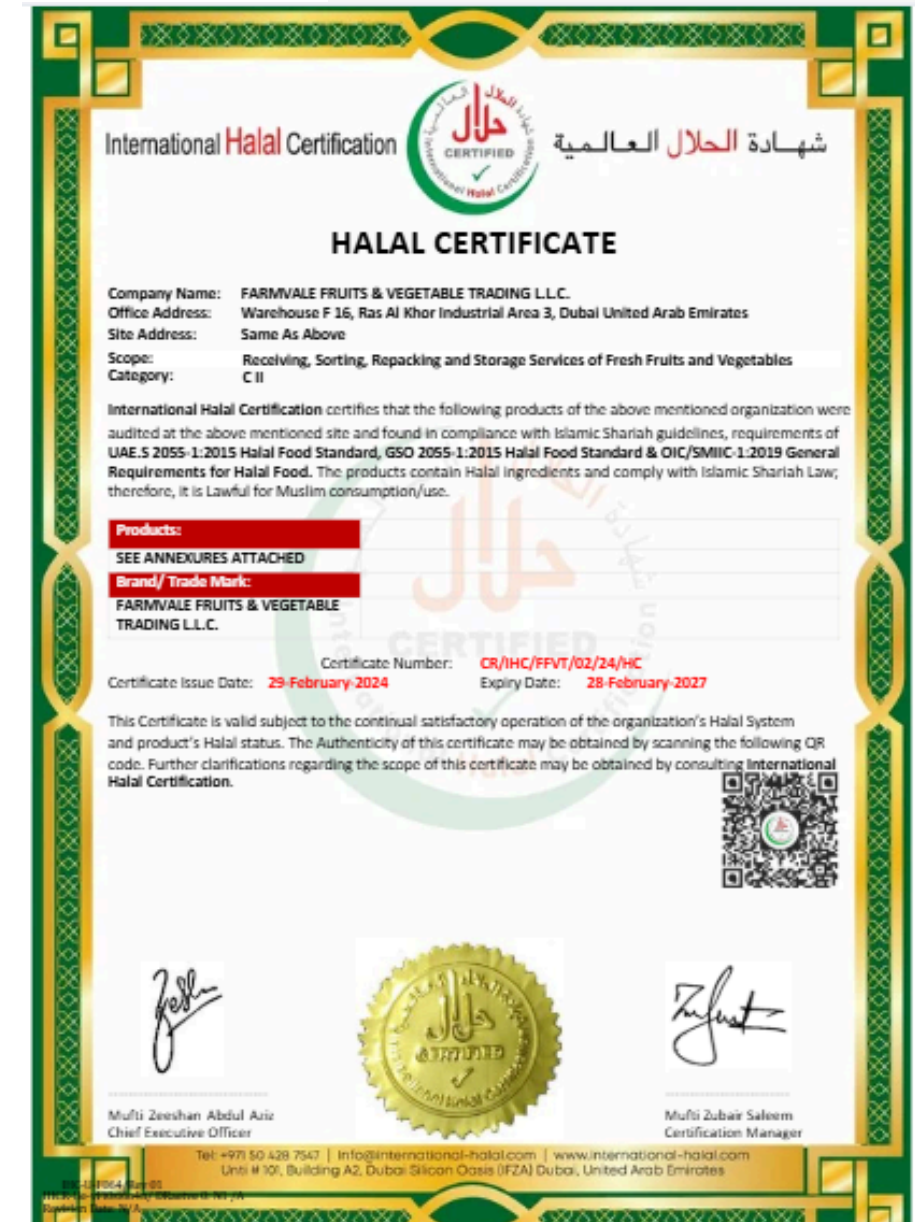 International Halal Certification
شهادة الحلال العالمية
حلال
CERTIFIED
HALAL CERTIFICATE
Company Name: FARMVALE FRUITS & VEGETABLE TRADING L.L.C.
Office Address: Warehouse F 16, Ras Al Khor Industrial Area 3, Dubai United Arab Emirates
Site Address: Same As Above
Scope: Receiving, Sorting, Repacking and Storage Services of Fresh Fruits and Vegetables
Category: C II
International Halal Certification certifies that the following products of the above mentioned organization were
audited at the above mentioned site and found in compliance with Islamic Shariah guidelines, requirements of
UAE.S 2055-1:2015 Halal Food Standard, GSO 2055-1:2015 Halal Food Standard & OIC/SMIIC-1:2019 General
Requirements for Halal Food. The products contain Halal ingredients and comply with Islamic Shariah Law;
therefore, it is Lawful for Muslim consumption/use.
Products:
SEE ANNEXURES ATTACHED
Brand/ Trade Mark:
FARMVALE FRUITS & VEGETABLE
TRADING L.L.C.
Certificate Number: CR/IHC/FFVT/02/24/HC
Certificate Issue Date: 29-February-2024 Expiry Date: 28-February-2027
This Certificate is valid subject to the continual satisfactory operation of the organization's Halal System
and product's Halal status. The Authenticity of this certificate may be obtained by scanning the following QR
code. Further clarifications regarding the scope of this certificate may be obtained by consulting International
Halal Certification.
حلال
CERTIFIED
Mufti Zeeshan Abdul Aziz
Chief Executive Officer
Mufti Zubair Saleem
Certification Manager
Tel: +971 50 428 7547 | Info@international-halal.com | www.international-halal.com
Unti # 101, Building A2, Dubai Silicon Oasis (IFZA) Dubai, United Arab Emirates
Revision Date: N/A